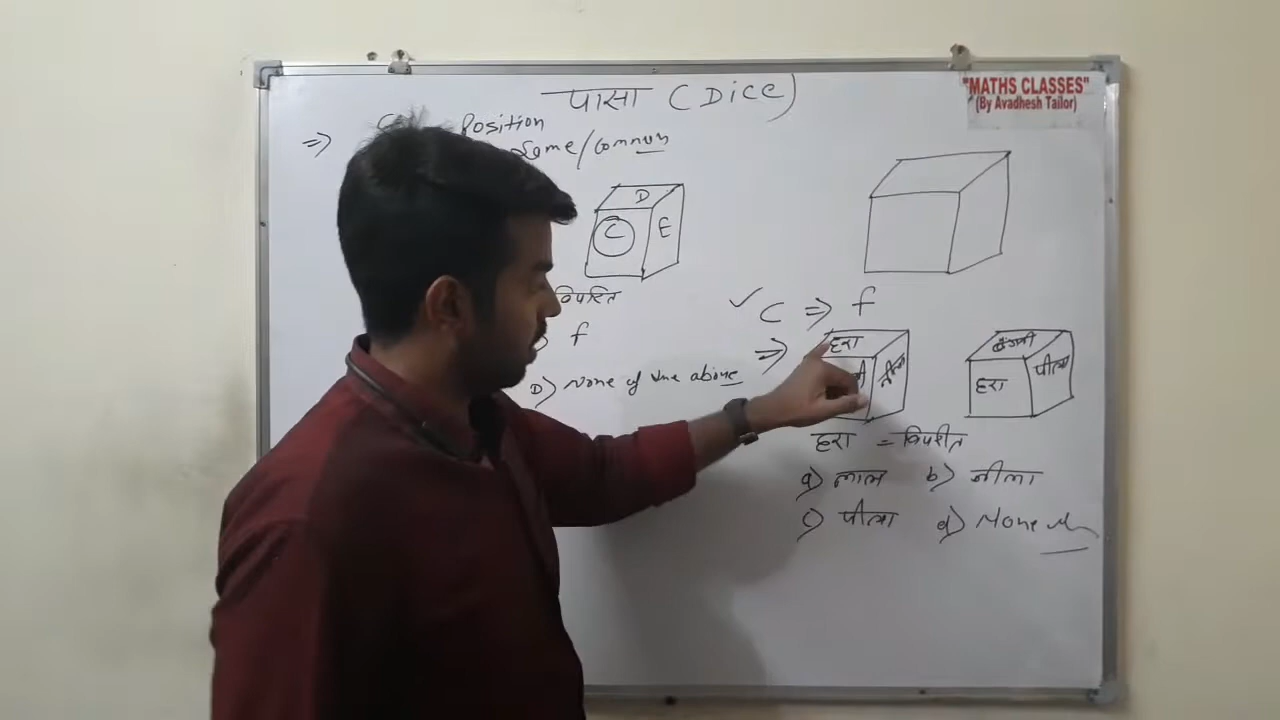 पासा (Dice)
"MATHS CLASSES"
(By Avadhesh Tailor)
⇒ Position
Same/Common
D
C E
विपरित
f
D) None of the above
✓ C ⇒ f
⇒ हरा नीला
बैंगनी
हरा पीला
हरा = विपरीत
a) लाल b) नीला
c) पीला d) None